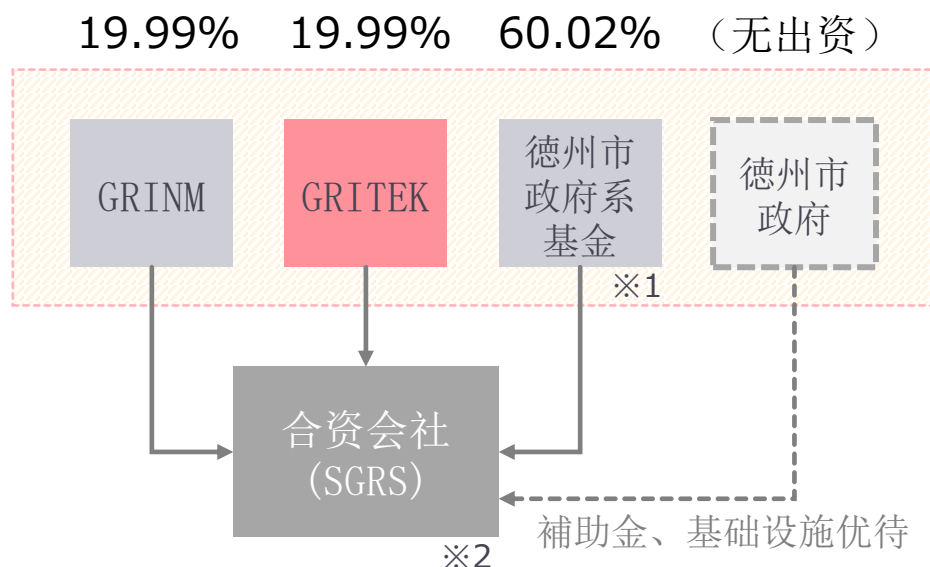 19.99% 19.99% 60.02% （无出资）
GRINM
GRITEK
德州市
政府系
基金
※1
德州市
政府
合资会社
(SGRS)
※2
補助金、基础设施优待